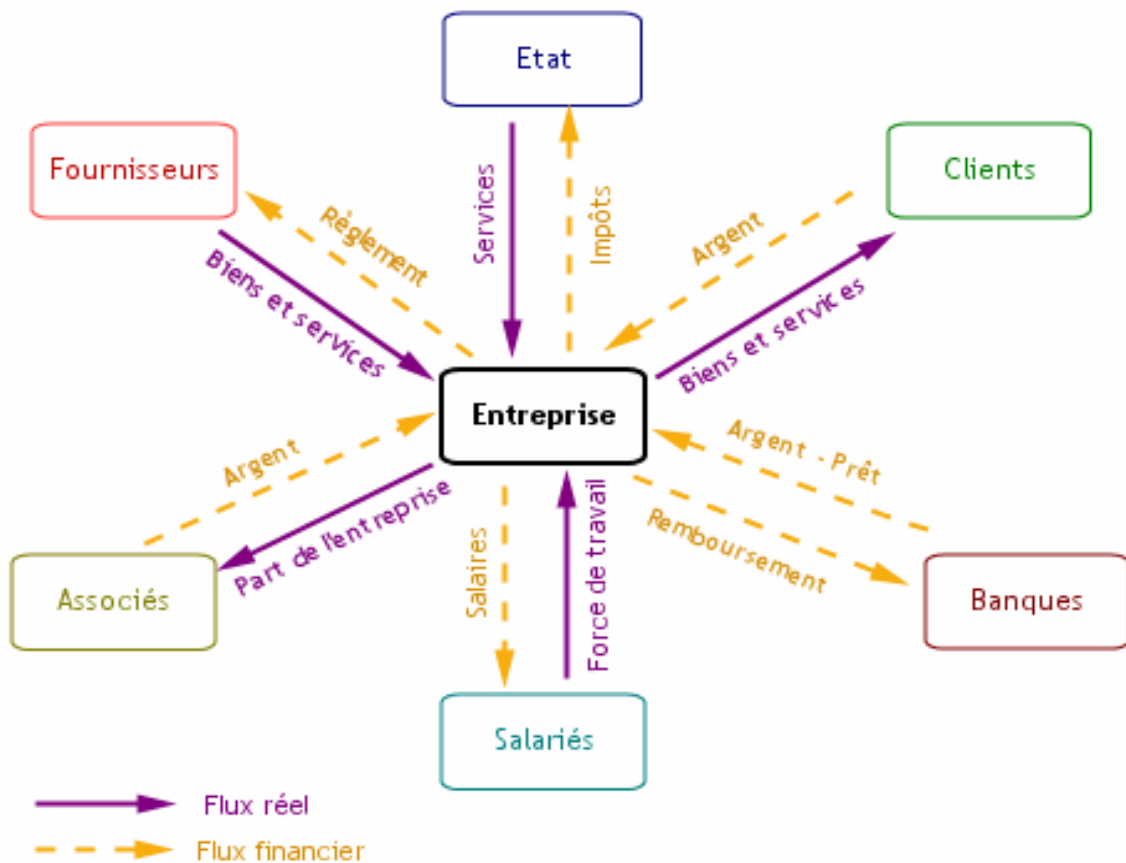 Etat
Fournisseurs
Clients
Services
Impôts
Règlement
Argent
Biens et services
Biens et services
Entreprise
Argent
Argent - Prêt
Part de l'entreprise
Salaires
Force de travail
Remboursement
Associés
Banques
Salariés
Flux réel
Flux financier